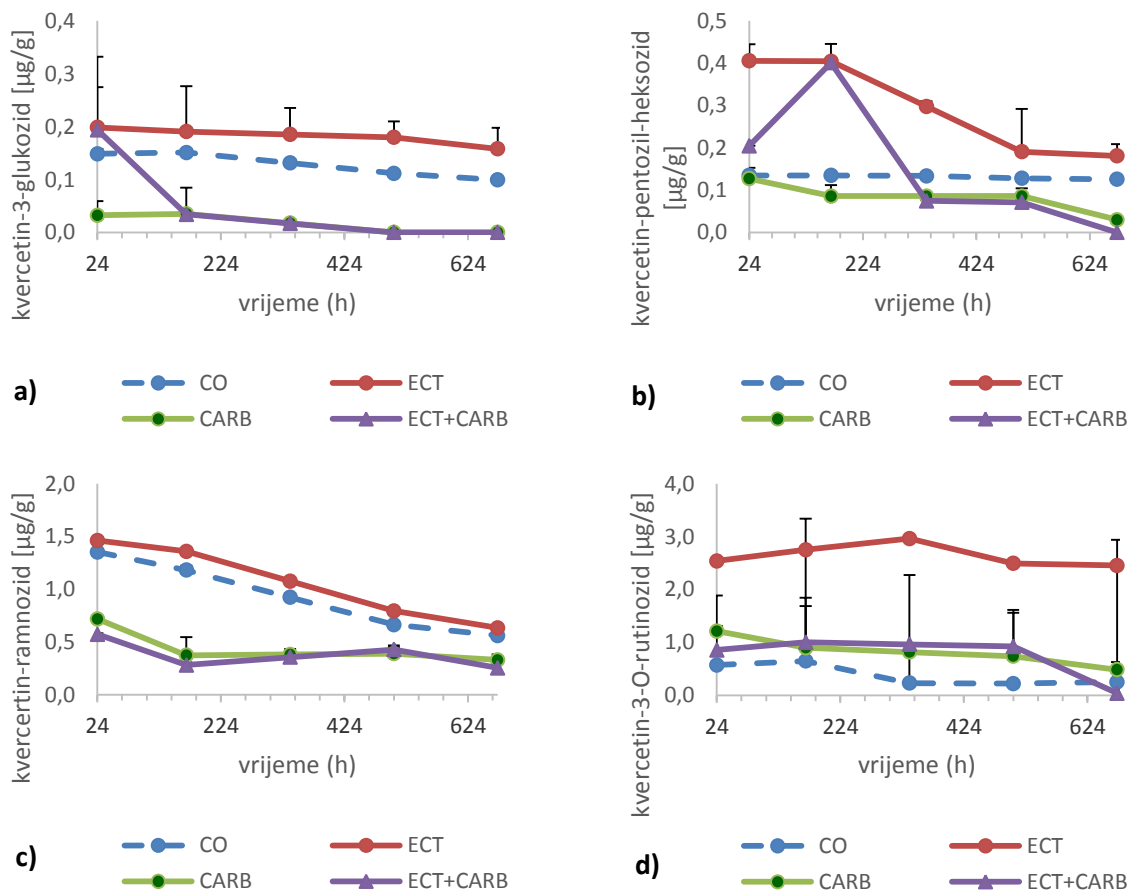 kvercetin-3-glukozid [µg/g]
0,4
0,3
0,2
0,1
0,0
24
224
424
624
vrijeme (h)
a)
CO
ECT
CARB
ECT+CARB
kvercetin-pentozil-heksozid
[µg/g]
0,5
0,4
0,3
0,2
0,1
0,0
24
224
424
624
vrijeme (h)
b)
CO
ECT
CARB
ECT+CARB
kvercertin-ramnozid [µg/g]
2,0
1,5
1,0
0,5
0,0
24
224
424
624
vrijeme (h)
c)
CO
ECT
CARB
ECT+CARB
kvercetin-3-O-rutinozid [µg/g]
4,0
3,0
2,0
1,0
0,0
24
224
424
624
vrijeme (h)
d)
CO
ECT
CARB
ECT+CARB